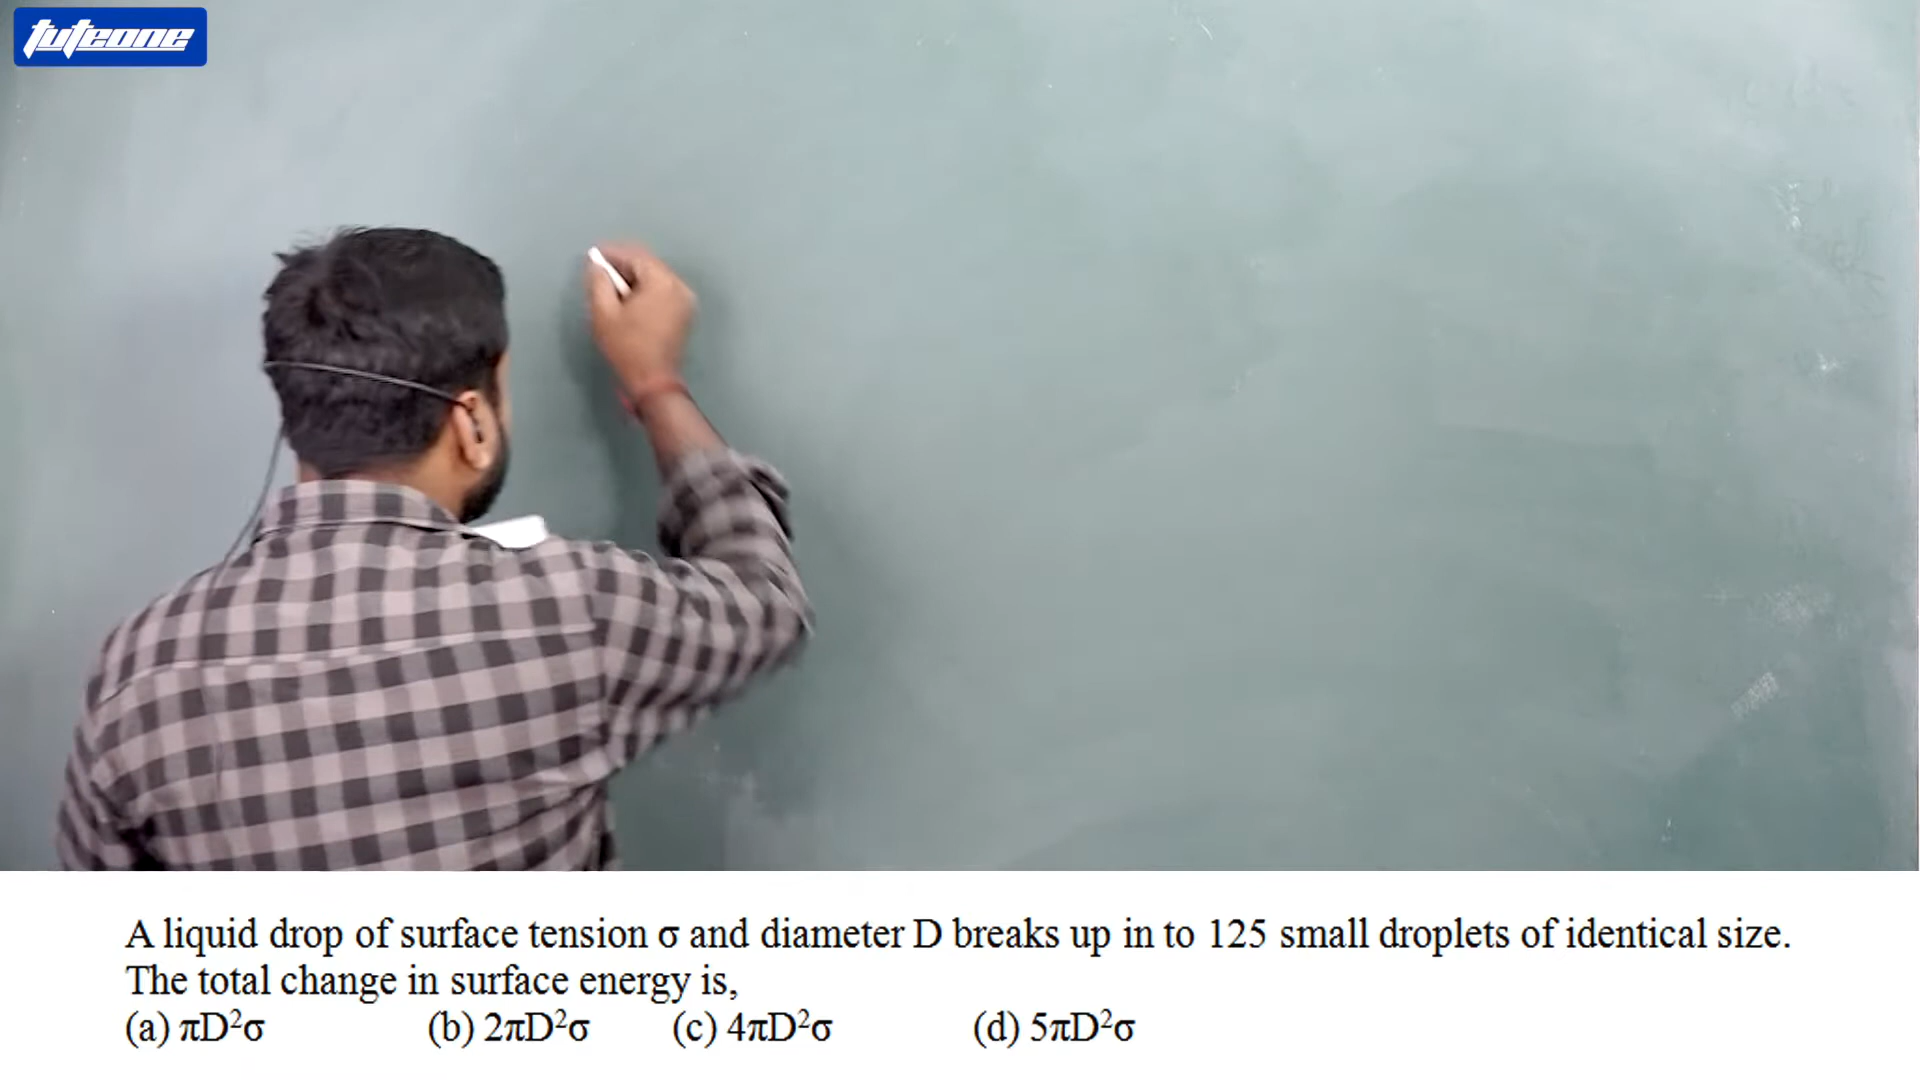 tuteone
A liquid drop of surface tension σ and diameter D breaks up in to 125 small droplets of identical size.
The total change in surface energy is,
(a) πD²σ (b) 2πD²σ (c) 4πD²σ (d) 5πD²σ